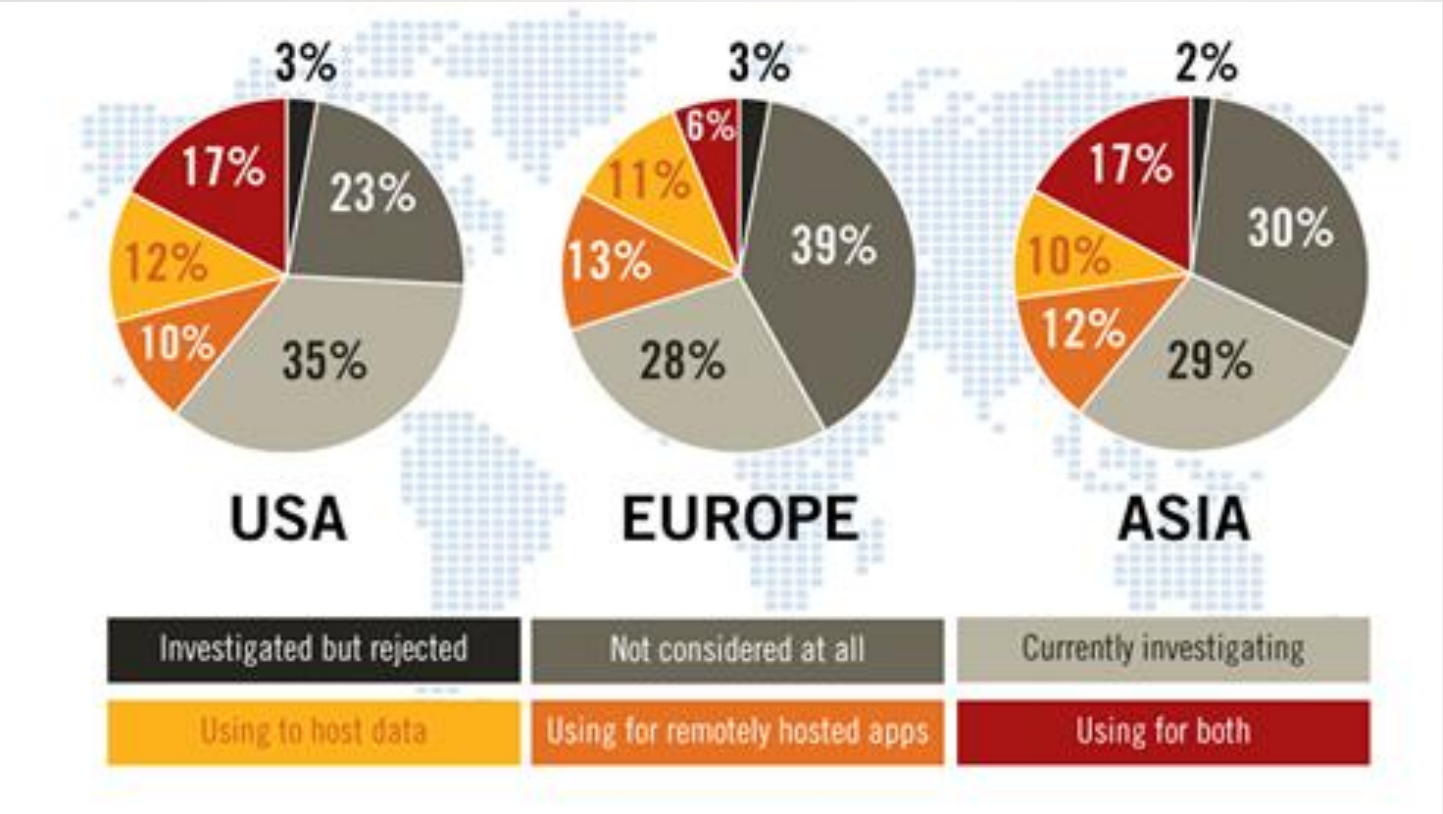 3%
17%
23%
12%
10%
35%
USA
3%
6%
11%
39%
13%
28%
EUROPE
2%
17%
30%
10%
12%
29%
ASIA
Investigated but rejected
Not considered at all
Currently investigating
Using to host data
Using for remotely hosted apps
Using for both